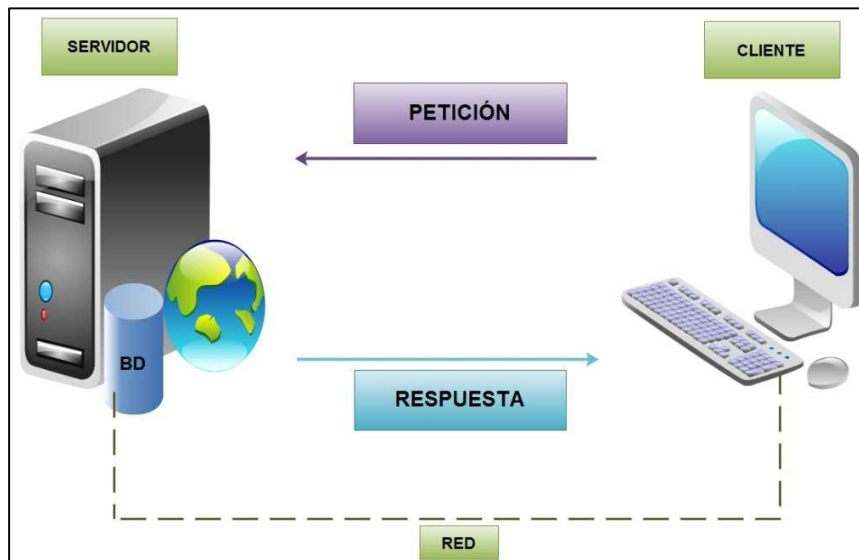 SERVIDOR
CLIENTE
PETICIÓN
BD
RESPUESTA
RED